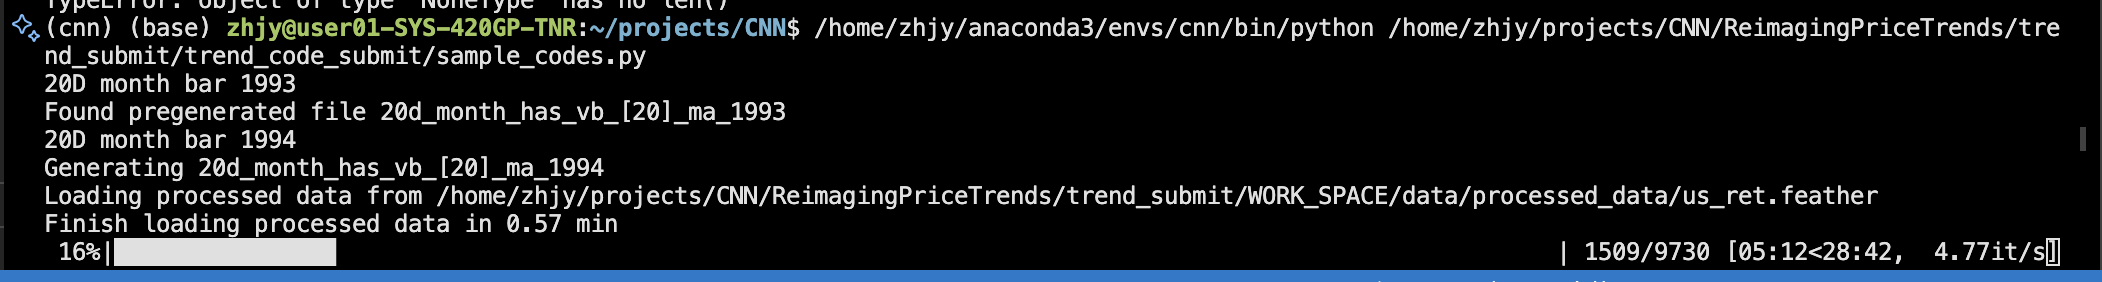 TypeError: object of type 'NoneType' has no len()
(cnn) (base) zhjy@user01-SYS-420GP-TNR:~/projects/CNN$ /home/zhjy/anaconda3/envs/cnn/bin/python /home/zhjy/projects/CNN/ReimagingPriceTrends/tre
nd_submit/trend_code_submit/sample_codes.py
20D month bar 1993
Found pregenerated file 20d_month_has_vb_[20]_ma_1993
20D month bar 1994
Generating 20d_month_has_vb_[20]_ma_1994
Loading processed data from /home/zhjy/projects/CNN/ReimagingPriceTrends/trend_submit/WORK_SPACE/data/processed_data/us_ret.feather
Finish loading processed data in 0.57 min
16%| | 1509/9730 [05:12<28:42, 4.77it/s]